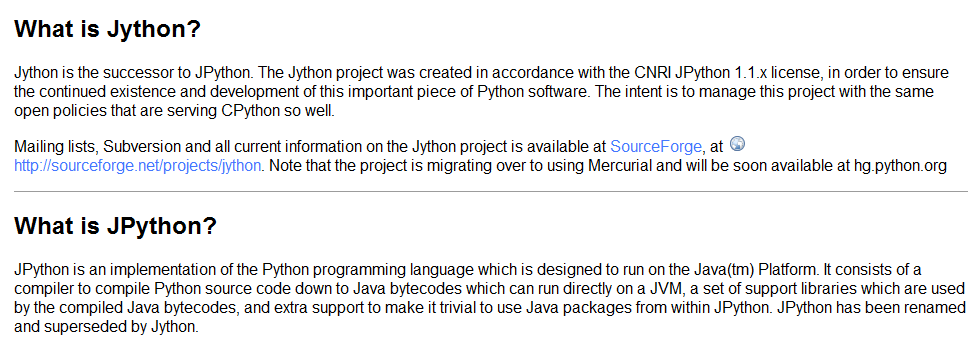 What is Jython?
Jython is the successor to JPython. The Jython project was created in accordance with the CNRI JPython 1.1.x license, in order to ensure
the continued existence and development of this important piece of Python software. The intent is to manage this project with the same
open policies that are serving CPython so well.
Mailing lists, Subversion and all current information on the Jython project is available at SourceForge, at
http://sourceforge.net/projects/jython. Note that the project is migrating over to using Mercurial and will be soon available at hg.python.org
What is JPython?
JPython is an implementation of the Python programming language which is designed to run on the Java(tm) Platform. It consists of a
compiler to compile Python source code down to Java bytecodes which can run directly on a JVM, a set of support libraries which are used
by the compiled Java bytecodes, and extra support to make it trivial to use Java packages from within JPython. JPython has been renamed
and superseded by Jython.